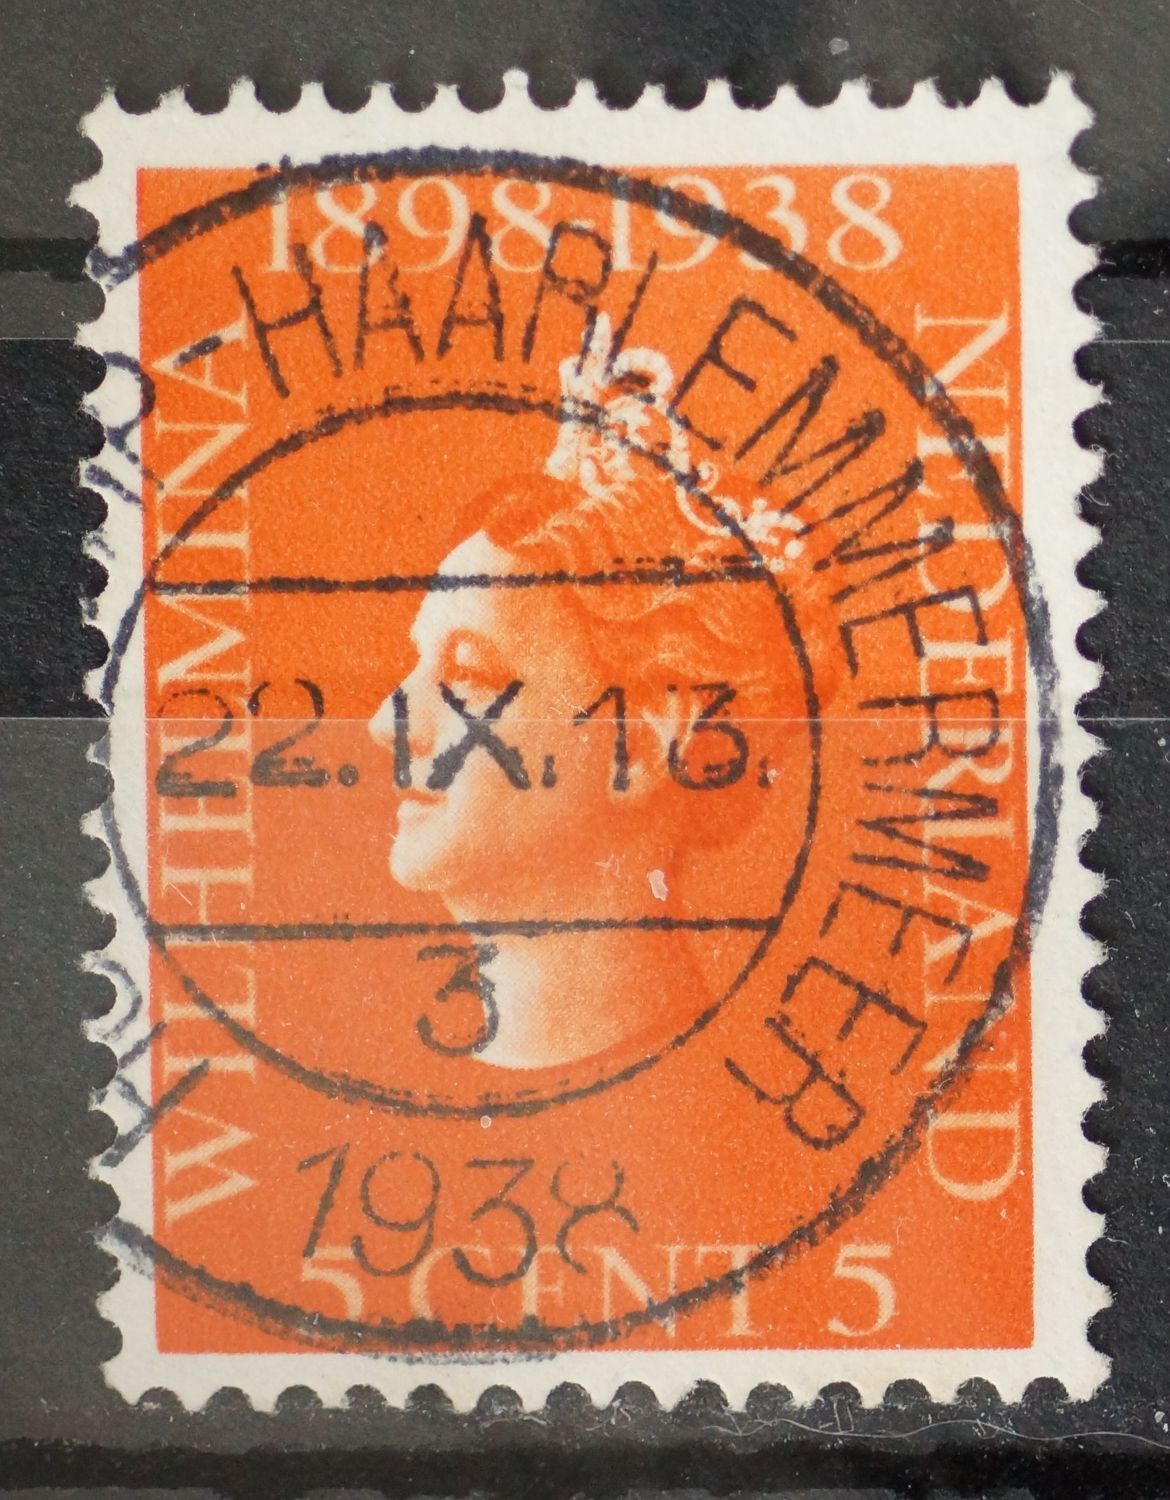 1898-1938
WILHELMINA
NEDERLAND
5 CENT 5
HAARLEMMERMEER
22.IX.13.
3
1938